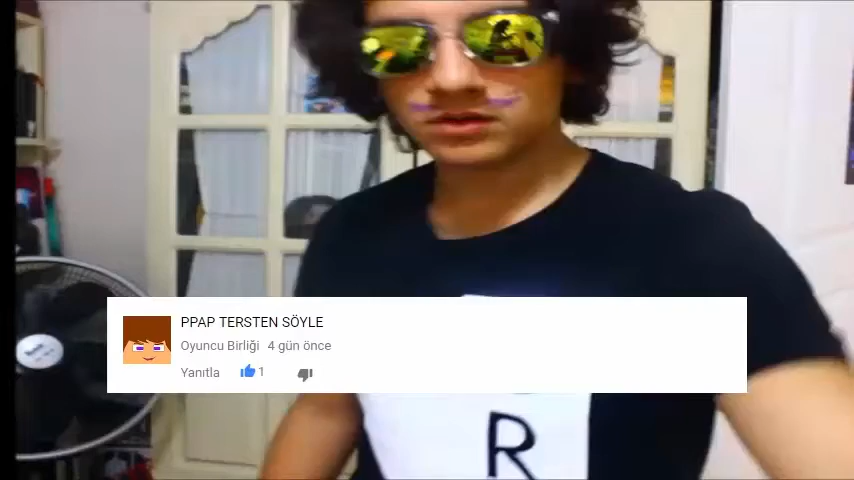 PPAP TERSTEN SÖYLE
Oyuncu Birliği 4 gün önce
Yanıtla 1
R